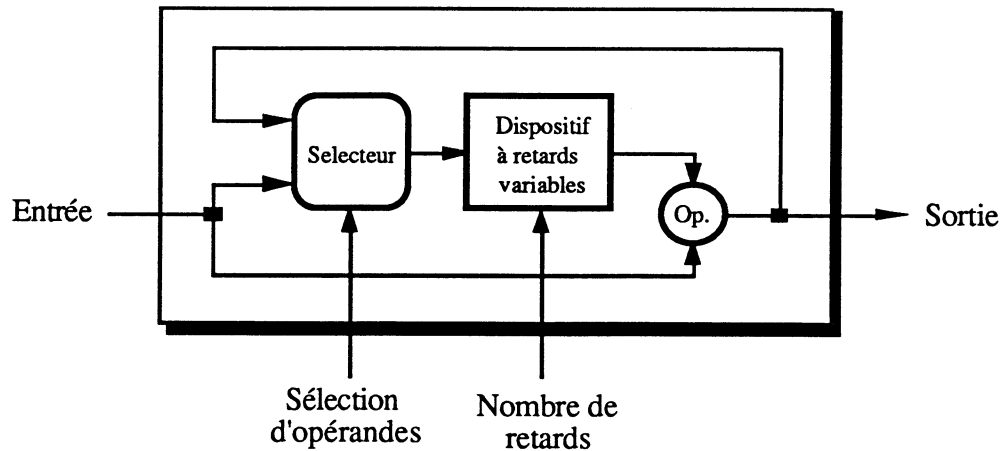 Selecteur
Dispositif
à retards
variables
Entrée
Op.
Sortie
Sélection
d'opérandes
Nombre de
retards